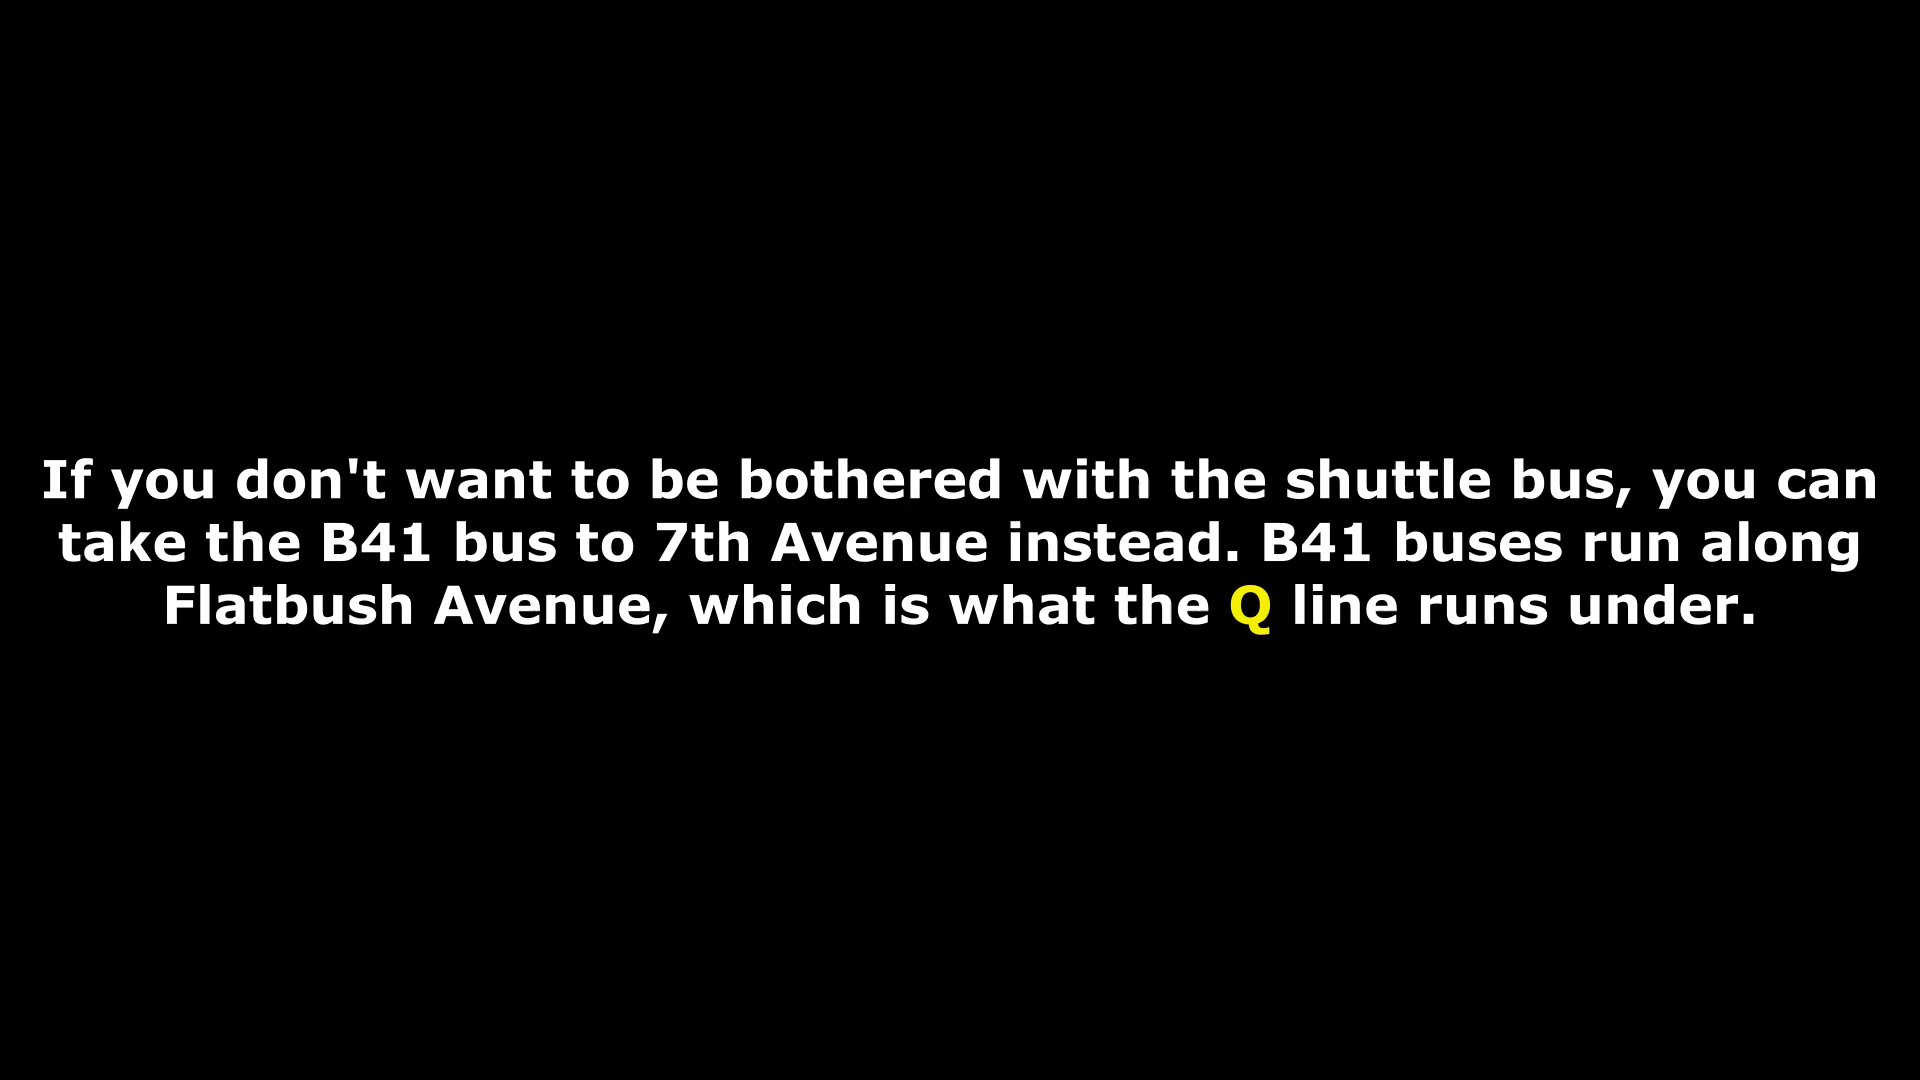 If you don't want to be bothered with the shuttle bus, you can
take the B41 bus to 7th Avenue instead. B41 buses run along
Flatbush Avenue, which is what the Q line runs under.